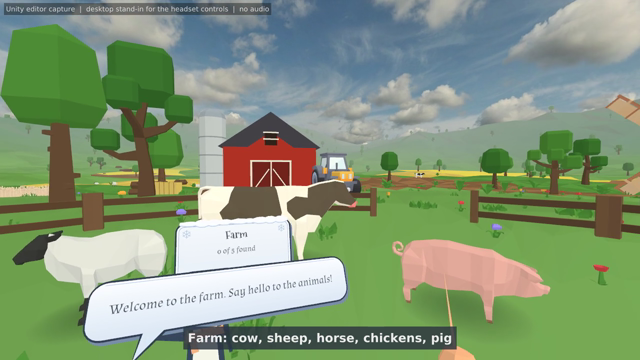 Unity editor capture | desktop stand-in for the headset controls | no audio
Farm
0 of 5 found
Welcome to the farm. Say hello to the animals!
Farm: cow, sheep, horse, chickens, pig